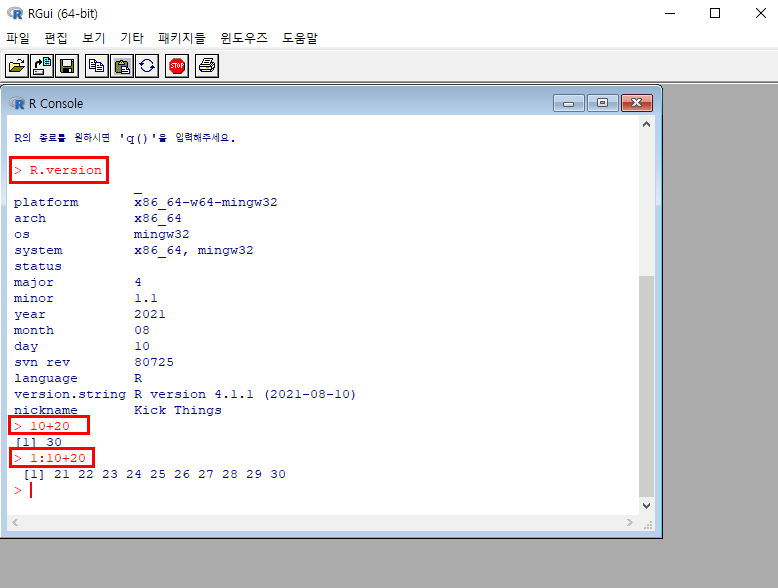 RGui (64-bit)
파일 편집 보기 기타 패키지들 윈도우즈 도움말
STOP
R Console
R의 종료를 원하시면 'q()'을 입력해주세요.
> R.version
_
platform x86_64-w64-mingw32
arch x86_64
os mingw32
system x86_64, mingw32
status
major 4
minor 1.1
year 2021
month 08
day 10
svn rev 80725
language R
version.string R version 4.1.1 (2021-08-10)
nickname Kick Things
> 10+20
[1] 30
> 1:10+20
[1] 21 22 23 24 25 26 27 28 29 30
>